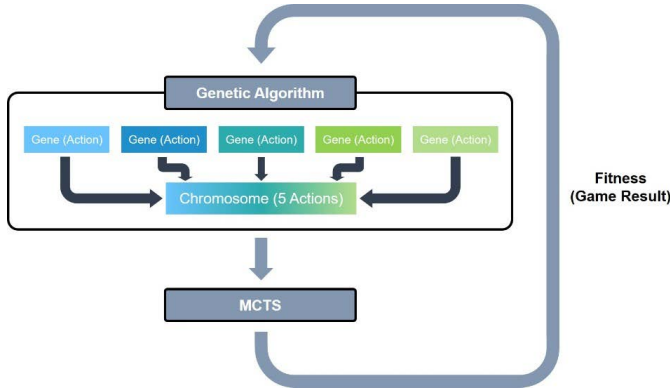 Genetic Algorithm
Gene (Action) Gene (Action) Gene (Action) Gene (Action) Gene (Action)
Chromosome (5 Actions)
Fitness
(Game Result)
MCTS